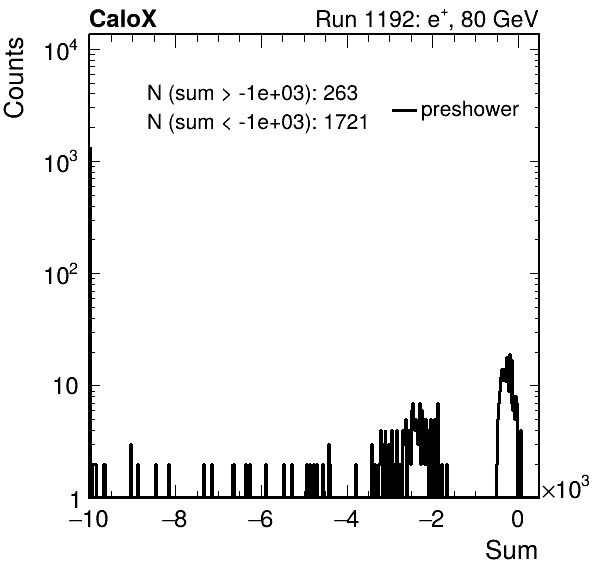 CaloX Run 1192: e⁺, 80 GeV
Counts
10⁴
N (sum > -1e+03): 263
N (sum < -1e+03): 1721
preshower
10³
10²
10
1
−10 −8 −6 −4 −2 0 ×10³
Sum